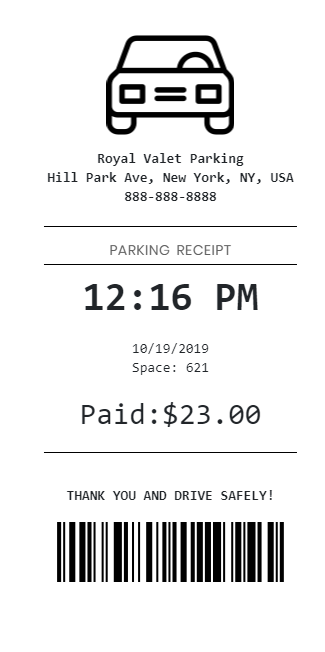 Royal Valet Parking
Hill Park Ave, New York, NY, USA
888-888-8888
PARKING RECEIPT
12:16 PM
10/19/2019
Space: 621
Paid:$23.00
THANK YOU AND DRIVE SAFELY!